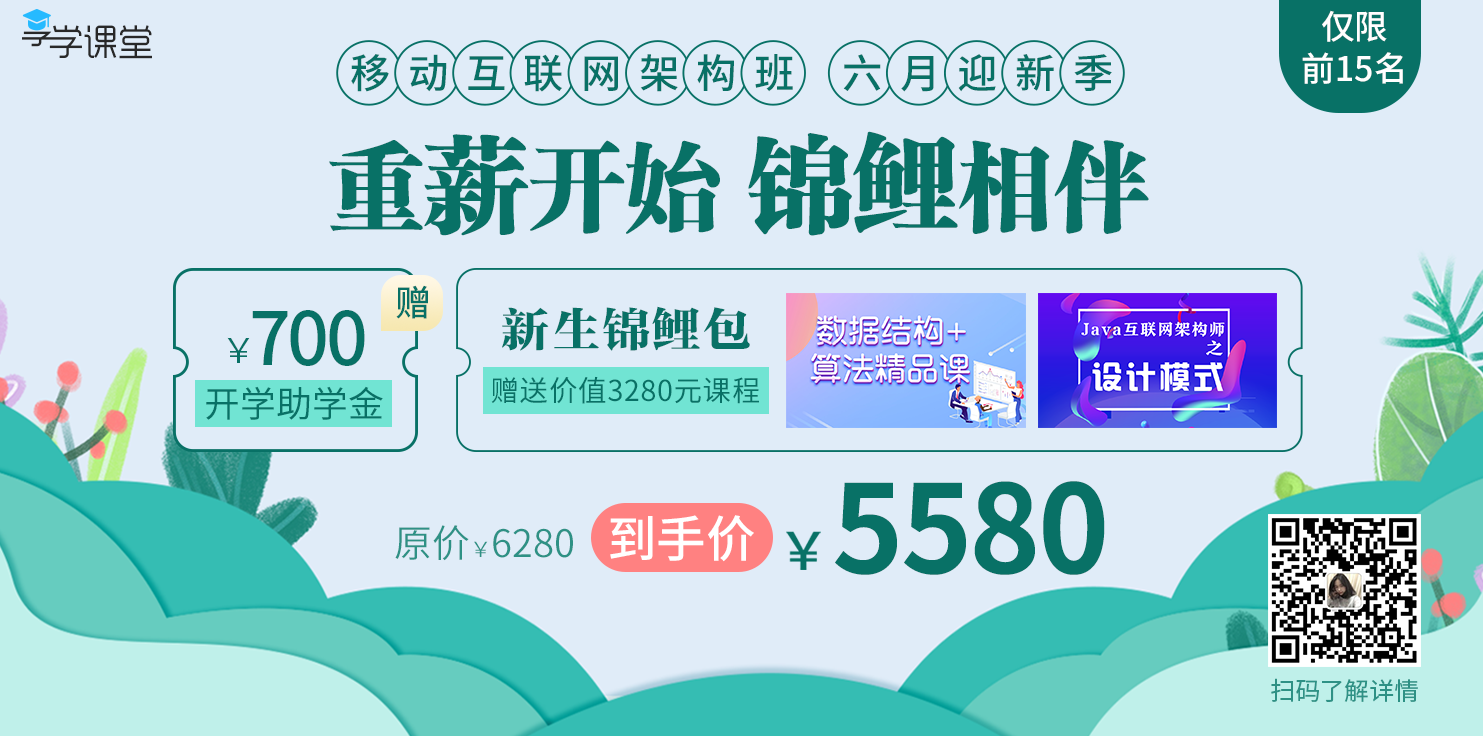 学课堂
仅限
前15名
移动互联网架构班 六月迎新季
重薪开始 锦鲤相伴
赠
¥700
开学助学金
新生锦鲤包
赠送价值3280元课程
数据结构+
算法精品课
Java互联网架构师
之
设计模式
原价¥6280 到手价 ¥5580
扫码了解详情